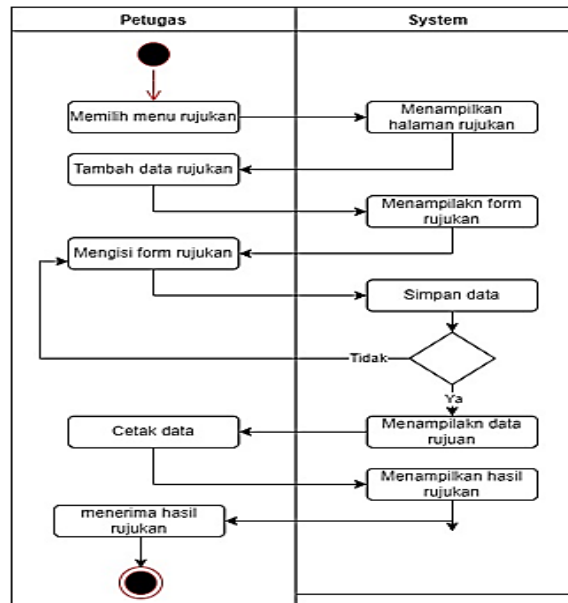 Petugas
System
Memilih menu rujukan
Menampilkan
halaman rujukan
Tambah data rujukan
Menampilakn form
rujukan
Mengisi form rujukan
Simpan data
Tidak
Ya
Cetak data
Menampilakn data
rujuan
Menampilkan hasil
rujukan
menerima hasil
rujukan